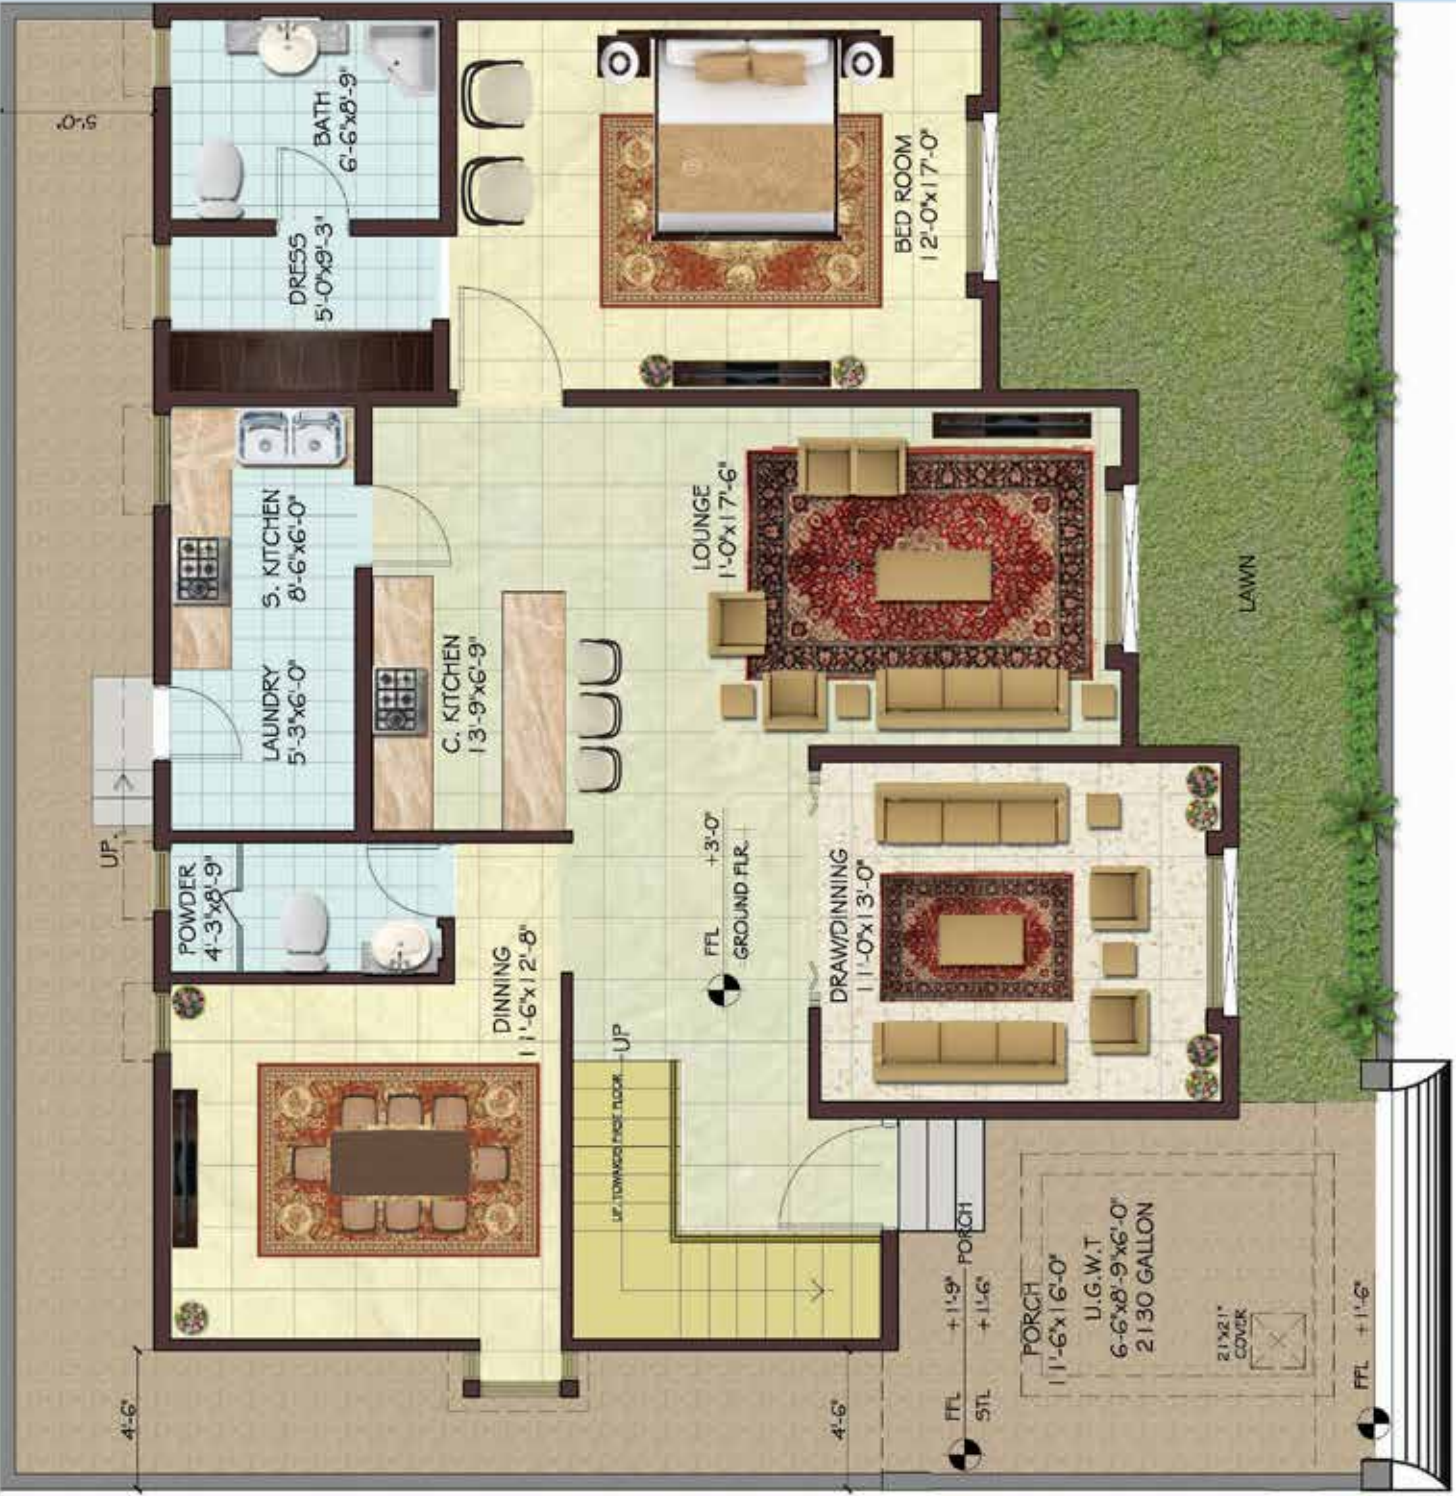 5'-0"
BATH
6'-6"x8'-9"
DRESS
5'-0"x9'-3"
BED ROOM
12'-0"x17'-0"
S. KITCHEN
8'-6"x6'-0"
LAUNDRY
5'-3"x6'-0"
C. KITCHEN
13'-9"x6'-9"
LOUNGE
1'-0"x17'-6"
LAWN
UP.
POWDER
4'-3"x8'-9"
DINNING
11'-6"x12'-8"
FFL +3'-0"
GROUND FLR.
DRAW/DINNING
11'-0"x13'-0"
UP
UP TOWARDS FIRST FLOOR
4'-6"
4'-6"
FFL +1'-9" PORCH
STL +1'-6"
PORCH
11'-6"x16'-0"
U.G.W.T
6-6"x8'-9"x6'-0"
2130 GALLON
21"x21"
COVER
FFL +1'-6"